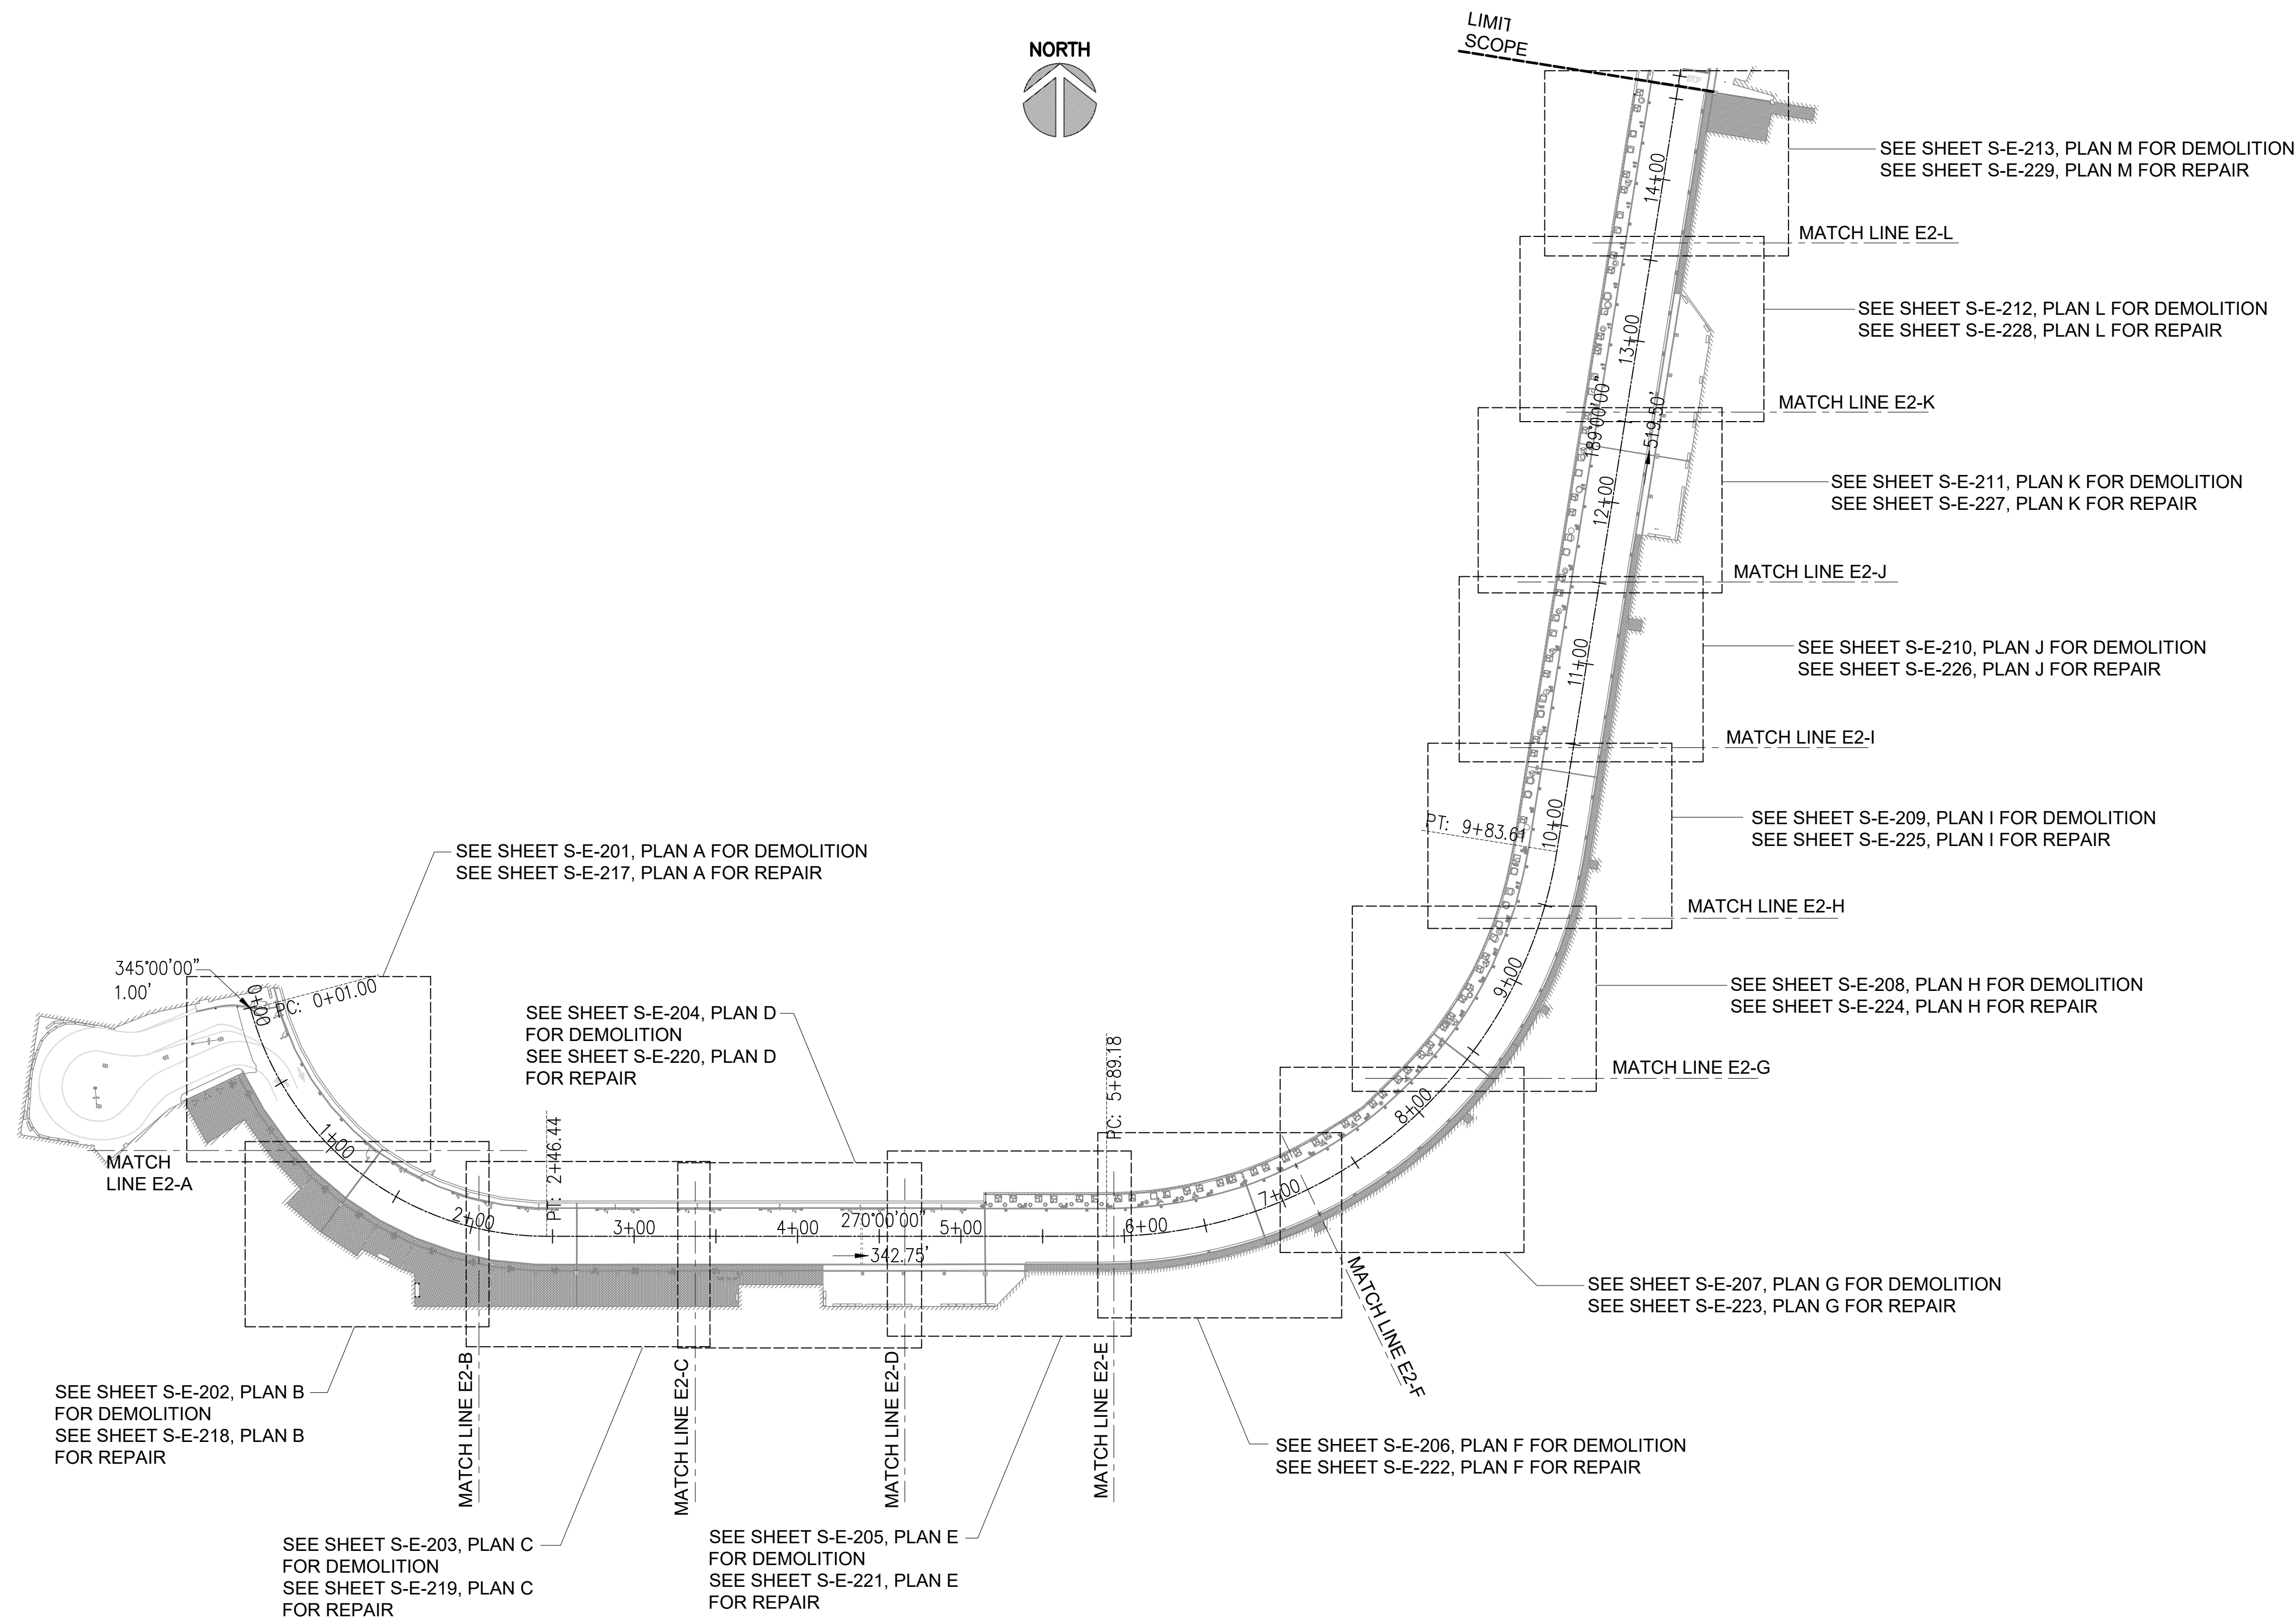 LIMIT
SCOPE
NORTH
SEE SHEET S-E-213, PLAN M FOR DEMOLITION
SEE SHEET S-E-229, PLAN M FOR REPAIR
14+00
MATCH LINE E2-L
SEE SHEET S-E-212, PLAN L FOR DEMOLITION
SEE SHEET S-E-228, PLAN L FOR REPAIR
13+00
MATCH LINE E2-K
189°00'00"
519.50'
SEE SHEET S-E-211, PLAN K FOR DEMOLITION
SEE SHEET S-E-227, PLAN K FOR REPAIR
12+00
MATCH LINE E2-J
SEE SHEET S-E-210, PLAN J FOR DEMOLITION
SEE SHEET S-E-226, PLAN J FOR REPAIR
11+00
MATCH LINE E2-I
SEE SHEET S-E-209, PLAN I FOR DEMOLITION
SEE SHEET S-E-225, PLAN I FOR REPAIR
PT: 9+83.61
10+00
SEE SHEET S-E-201, PLAN A FOR DEMOLITION
SEE SHEET S-E-217, PLAN A FOR REPAIR
MATCH LINE E2-H
345°00'00"
1.00'
0+00
PC: 0+01.00
SEE SHEET S-E-204, PLAN D
FOR DEMOLITION
SEE SHEET S-E-220, PLAN D
FOR REPAIR
9+00
SEE SHEET S-E-208, PLAN H FOR DEMOLITION
SEE SHEET S-E-224, PLAN H FOR REPAIR
MATCH LINE E2-G
8+00
1+00
MATCH
LINE E2-A
PT: 2+46.44
PC: 5+89.18
2+00
3+00
4+00
270°00'00"
342.75'
5+00
6+00
7+00
MATCH LINE E2-F
SEE SHEET S-E-207, PLAN G FOR DEMOLITION
SEE SHEET S-E-223, PLAN G FOR REPAIR
SEE SHEET S-E-202, PLAN B
FOR DEMOLITION
SEE SHEET S-E-218, PLAN B
FOR REPAIR
MATCH LINE E2-B
MATCH LINE E2-C
MATCH LINE E2-D
MATCH LINE E2-E
SEE SHEET S-E-206, PLAN F FOR DEMOLITION
SEE SHEET S-E-222, PLAN F FOR REPAIR
SEE SHEET S-E-203, PLAN C
FOR DEMOLITION
SEE SHEET S-E-219, PLAN C
FOR REPAIR
SEE SHEET S-E-205, PLAN E
FOR DEMOLITION
SEE SHEET S-E-221, PLAN E
FOR REPAIR